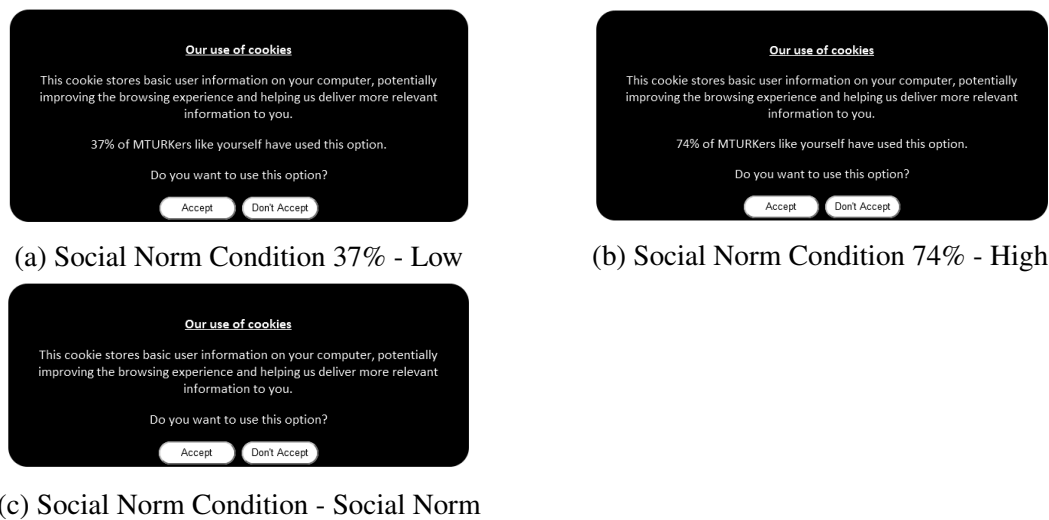 Our use of cookies
This cookie stores basic user information on your computer, potentially
improving the browsing experience and helping us deliver more relevant
information to you.
37% of MTURKers like yourself have used this option.
Do you want to use this option?
Accept Don't Accept
(a) Social Norm Condition 37% - Low
Our use of cookies
This cookie stores basic user information on your computer, potentially
improving the browsing experience and helping us deliver more relevant
information to you.
74% of MTURKers like yourself have used this option.
Do you want to use this option?
Accept Don't Accept
(b) Social Norm Condition 74% - High
Our use of cookies
This cookie stores basic user information on your computer, potentially
improving the browsing experience and helping us deliver more relevant
information to you.
Do you want to use this option?
Accept Don't Accept
(c) Social Norm Condition - Social Norm